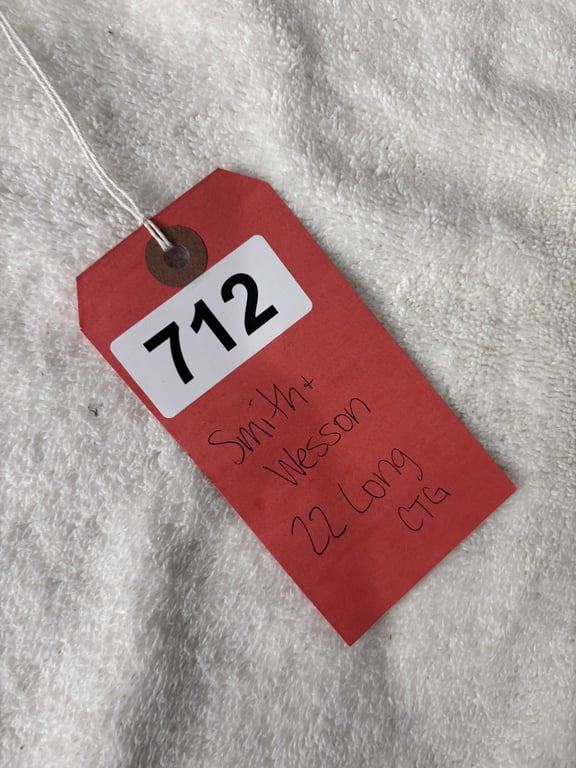 712
Smith +
Wesson
22 Long
CTG